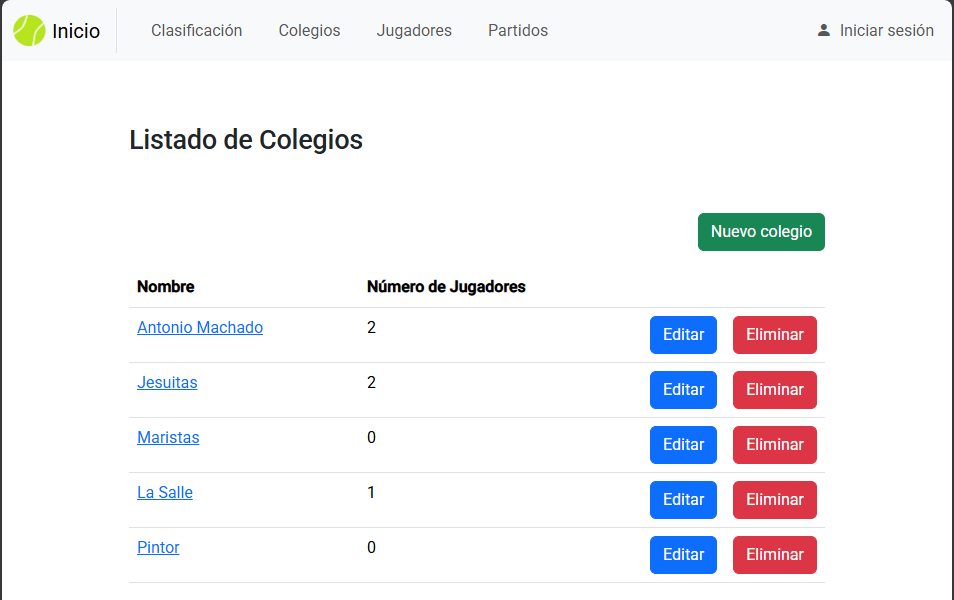 Inicio Clasificación Colegios Jugadores Partidos Iniciar sesión
Listado de Colegios
Nuevo colegio
Nombre Número de Jugadores
Antonio Machado 2 Editar Eliminar
Jesuitas 2 Editar Eliminar
Maristas 0 Editar Eliminar
La Salle 1 Editar Eliminar
Pintor 0 Editar Eliminar